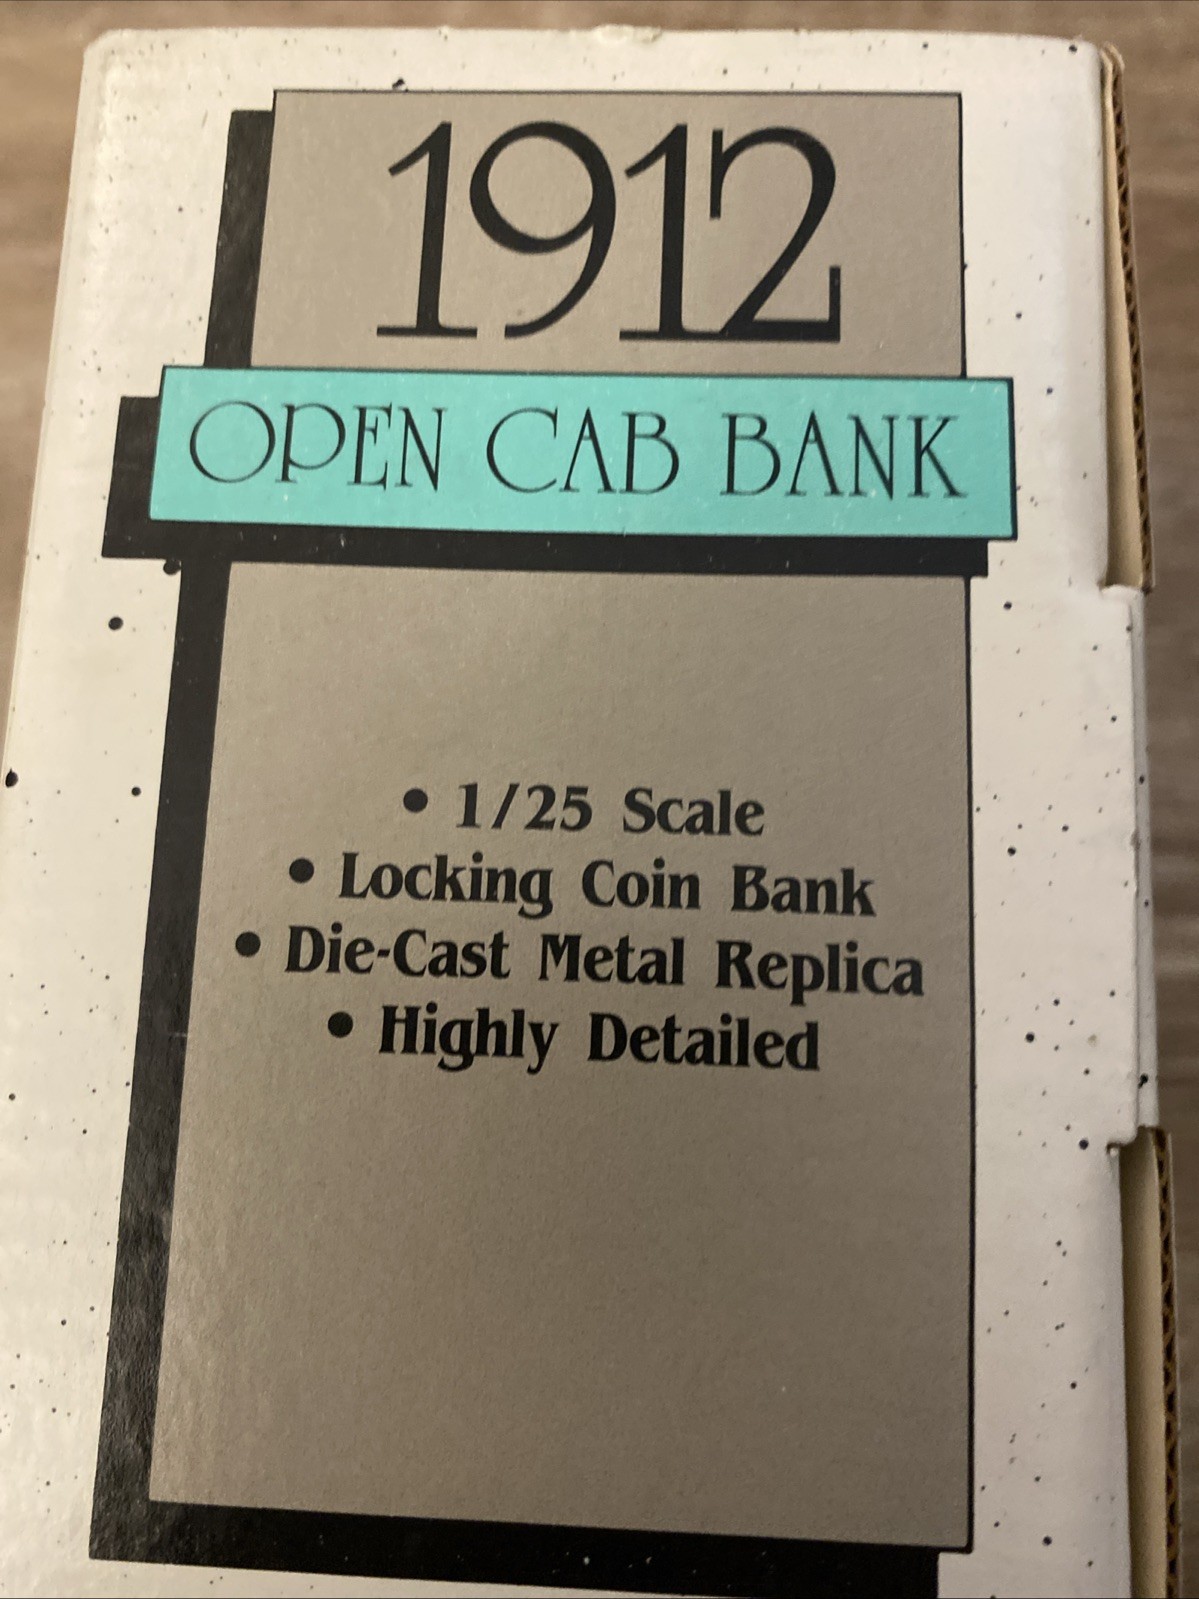 1912
OPEN CAB BANK
• 1/25 Scale
• Locking Coin Bank
• Die-Cast Metal Replica
• Highly Detailed